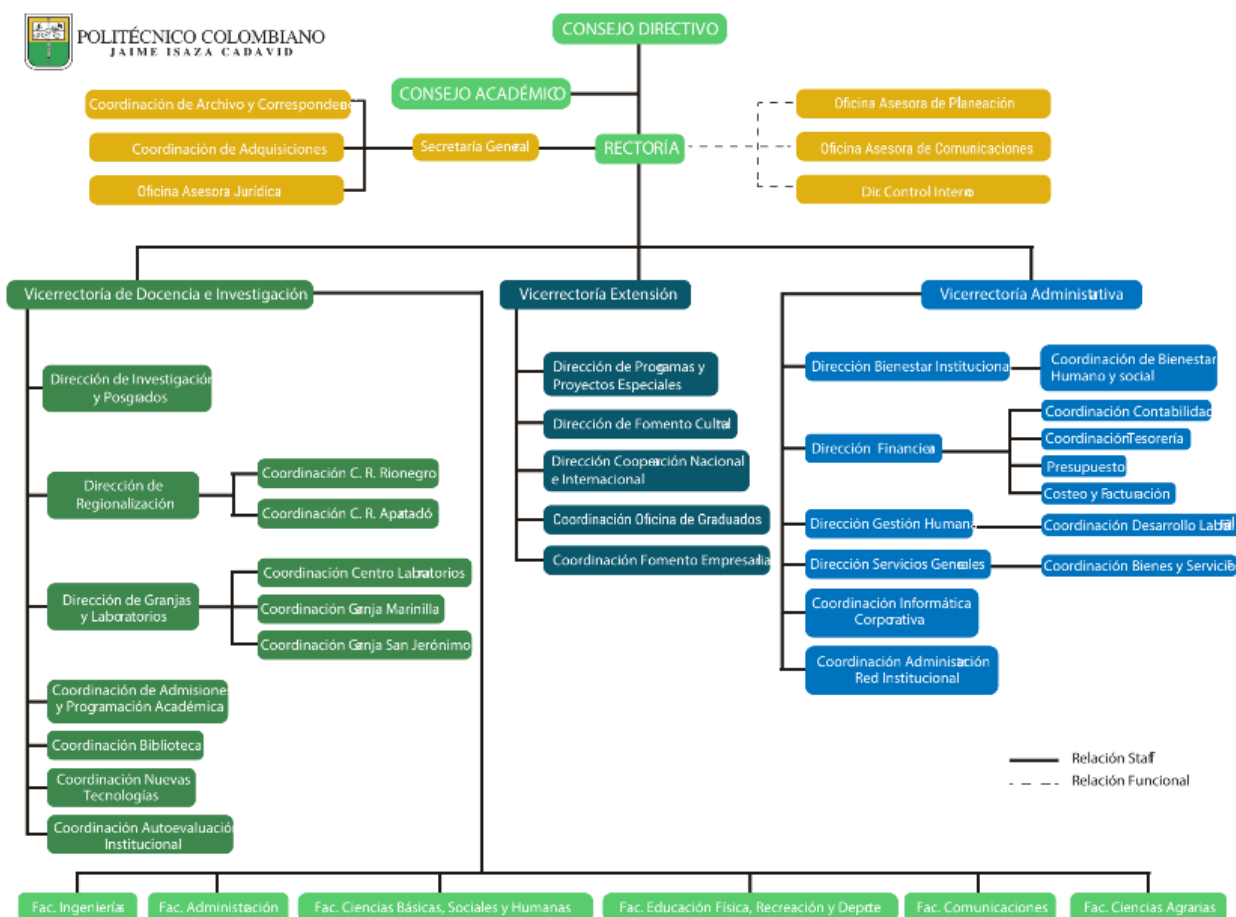 POLITÉCNICO COLOMBIANO
JAIME ISAZA CADAVID
CONSEJO DIRECTIVO
CONSEJO ACADÉMICO
Coordinación de Archivo y Correspondencia
Coordinación de Adquisiciones
Oficina Asesora Jurídica
Secretaría General
RECTORÍA
Oficina Asesora de Planeación
Oficina Asesora de Comunicaciones
Dir. Control Interno
Vicerrectoría de Docencia e Investigación
Dirección de Investigación
y Posgrados
Dirección de
Regionalización
Coordinación C. R. Rionegro
Coordinación C. R. Apartadó
Dirección de Granjas
y Laboratorios
Coordinación Centro Laboratorios
Coordinación Granja Marinilla
Coordinación Granja San Jerónimo
Coordinación de Admisiones
y Programación Académica
Coordinación Biblioteca
Coordinación Nuevas
Tecnologías
Coordinación Autoevaluación
Institucional
Vicerrectoría Extensión
Dirección de Programas y
Proyectos Especiales
Dirección de Fomento Cultural
Dirección Cooperación Nacional
e Internacional
Coordinación Oficina de Graduados
Coordinación Fomento Empresarial
Vicerrectoría Administrativa
Dirección Bienestar Institucional
Coordinación de Bienestar
Humano y social
Dirección Financiera
Coordinación Contabilidad
Coordinación Tesorería
Presupuesto
Costeo y Facturación
Dirección Gestión Humana
Coordinación Desarrollo Laboral
Dirección Servicios Generales
Coordinación Bienes y Servicios
Coordinación Informática
Corporativa
Coordinación Administración
Red Institucional
Relación Staff
Relación Funcional
Fac. Ingenierías
Fac. Administración
Fac. Ciencias Básicas, Sociales y Humanas
Fac. Educación Física, Recreación y Deporte
Fac. Comunicaciones
Fac. Ciencias Agrarias